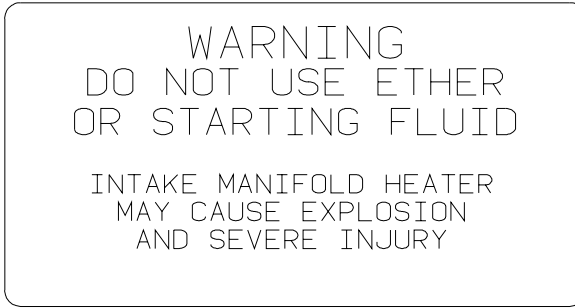 WARNING
DO NOT USE ETHER
OR STARTING FLUID
INTAKE MANIFOLD HEATER
MAY CAUSE EXPLOSION
AND SEVERE INJURY